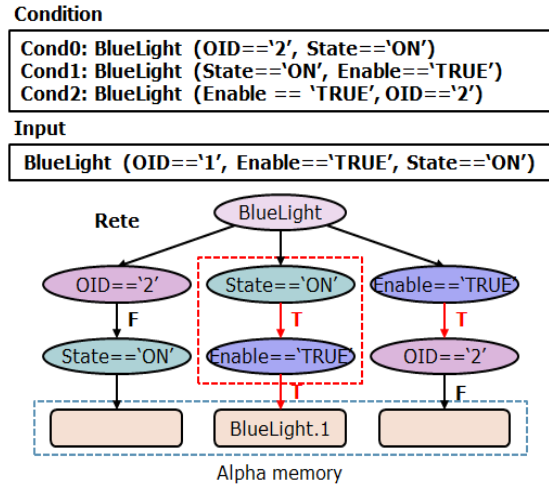 Condition
Cond0: BlueLight (OID==‘2’, State==‘ON’)
Cond1: BlueLight (State==‘ON’, Enable==‘TRUE’)
Cond2: BlueLight (Enable == ‘TRUE’, OID==‘2’)
Input
BlueLight (OID==‘1’, Enable==‘TRUE’, State==‘ON’)
Rete
BlueLight
OID==‘2’
State==‘ON’
Enable==‘TRUE’
F
T
T
State==‘ON’
Enable==‘TRUE’
OID==‘2’
T
F
BlueLight.1
Alpha memory